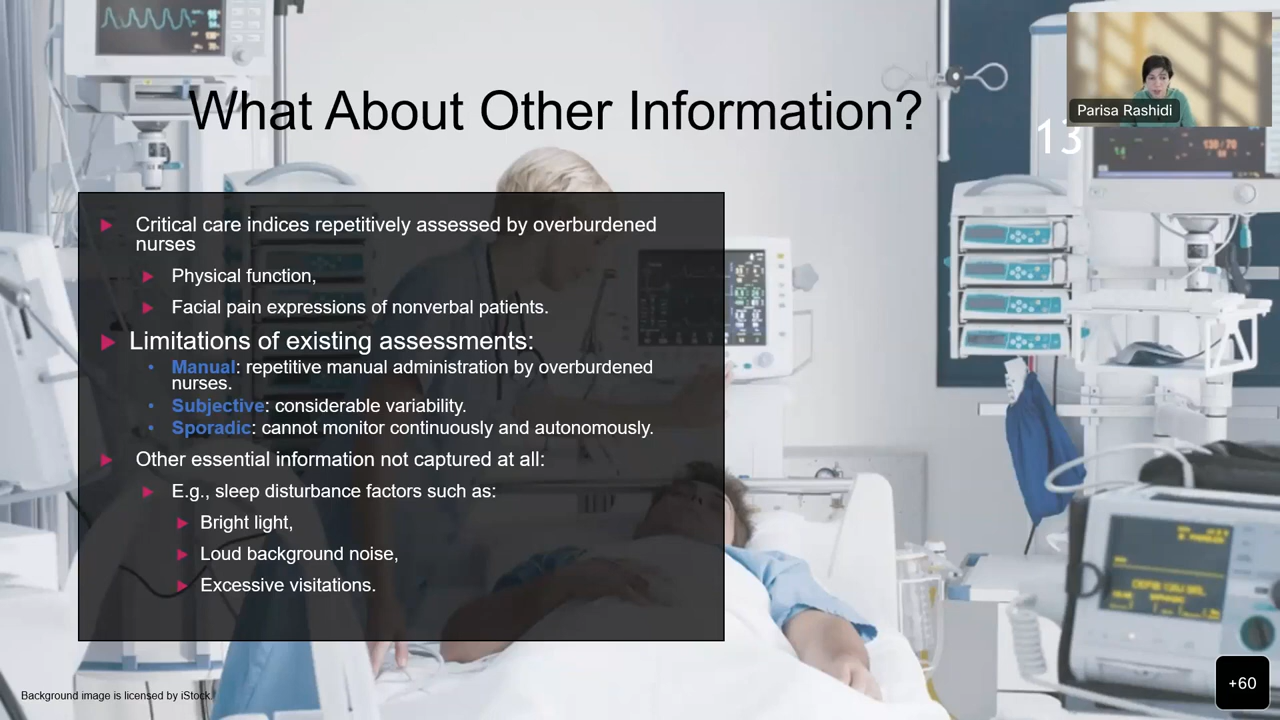 What About Other Information?
Parisa Rashidi
13
130/70
Critical care indices repetitively assessed by overburdened
nurses
Physical function,
Facial pain expressions of nonverbal patients.
Limitations of existing assessments:
Manual: repetitive manual administration by overburdened
nurses.
Subjective: considerable variability.
Sporadic: cannot monitor continuously and autonomously.
Other essential information not captured at all:
E.g., sleep disturbance factors such as:
Bright light,
Loud background noise,
Excessive visitations.
Background image is licensed by iStock.
+60